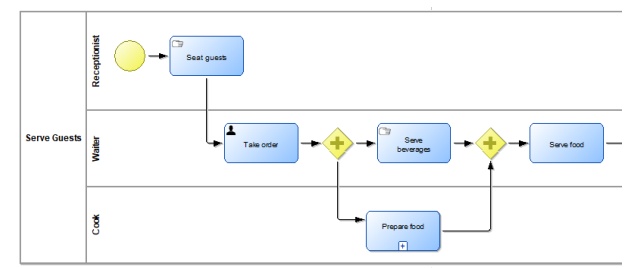 Serve Guests
Receptionist
Seat guests
Waiter
Take order
Serve
beverages
Serve food
Cook
Prepare food